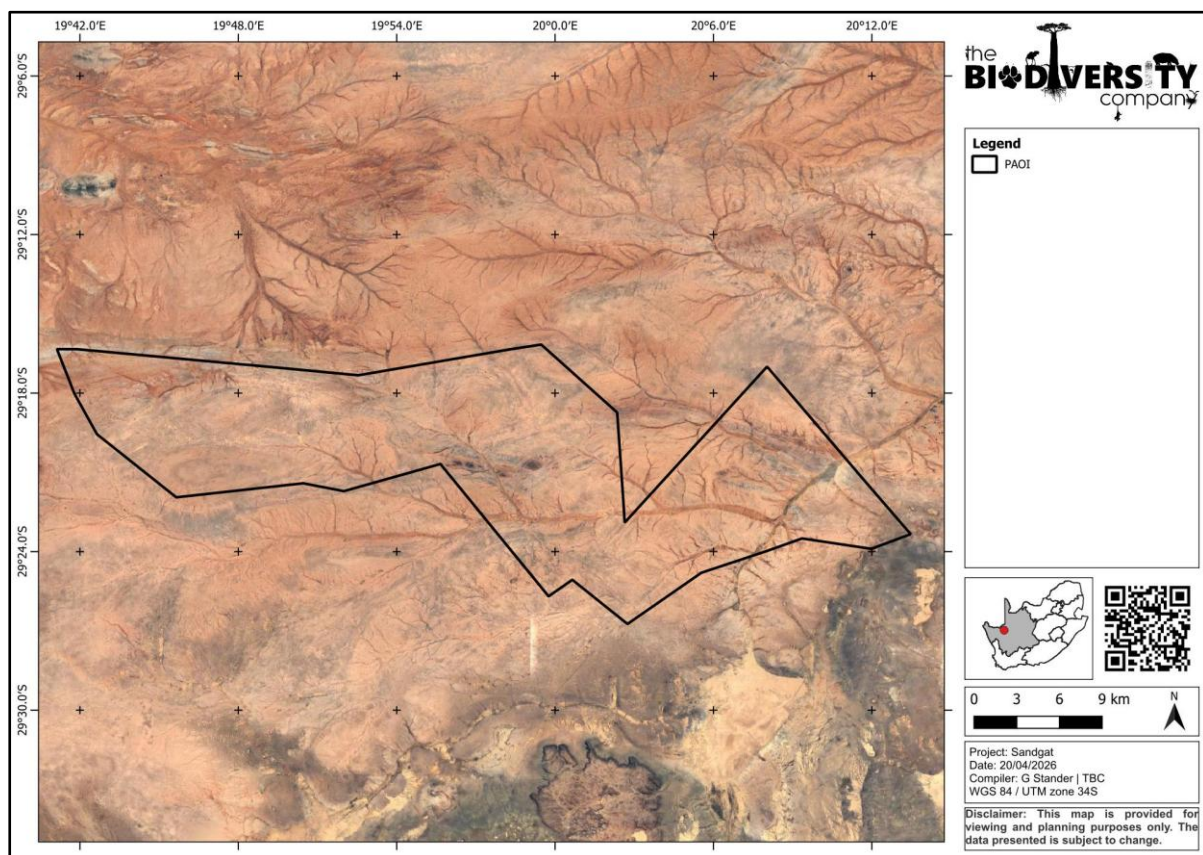 19°42.0'E 19°48.0'E 19°54.0'E 20°0.0'E 20°6.0'E 20°12.0'E
29°6.0'S
29°12.0'S
29°18.0'S
29°24.0'S
29°30.0'S
the
BIODIVERSITY
company
Legend
PAOI
0 3 6 9 km
N
Project: Sandgat
Date: 20/04/2026
Compiler: G Stander | TBC
WGS 84 / UTM zone 34S
Disclaimer: This map is provided for
viewing and planning purposes only. The
data presented is subject to change.